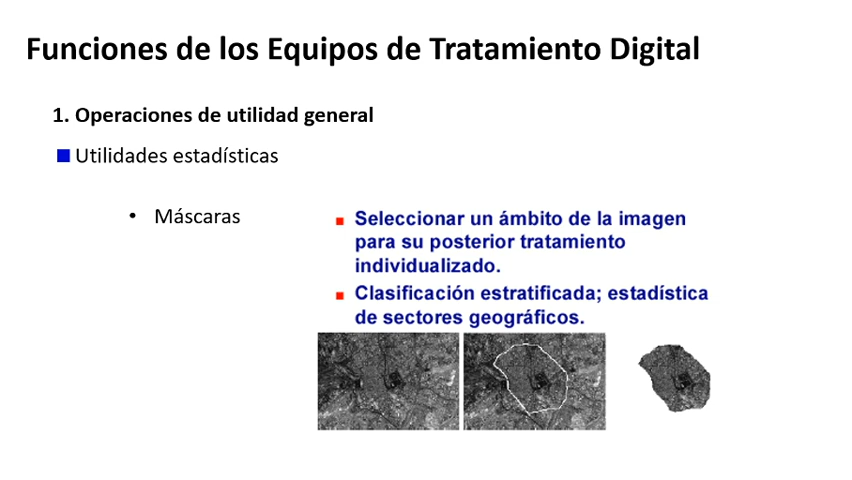 Funciones de los Equipos de Tratamiento Digital
1. Operaciones de utilidad general
Utilidades estadísticas
• Máscaras
Seleccionar un ámbito de la imagen
para su posterior tratamiento
individualizado.
Clasificación estratificada; estadística
de sectores geográficos.